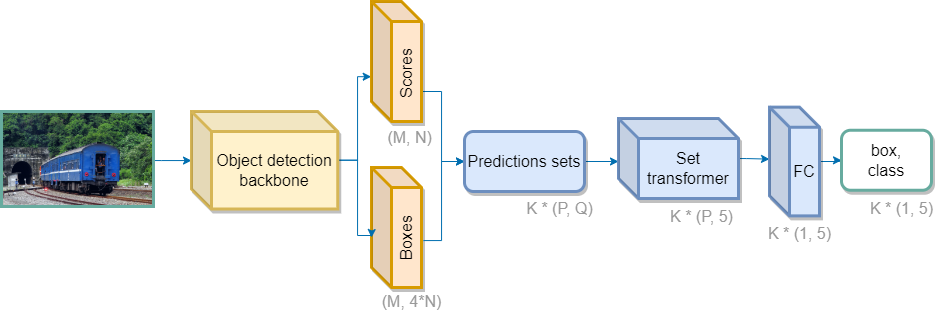 Object detection
backbone
Scores
(M, N)
Boxes
(M, 4*N)
Predictions sets
K * (P, Q)
Set
transformer
K * (P, 5)
FC
K * (1, 5)
box,
class
K * (1, 5)